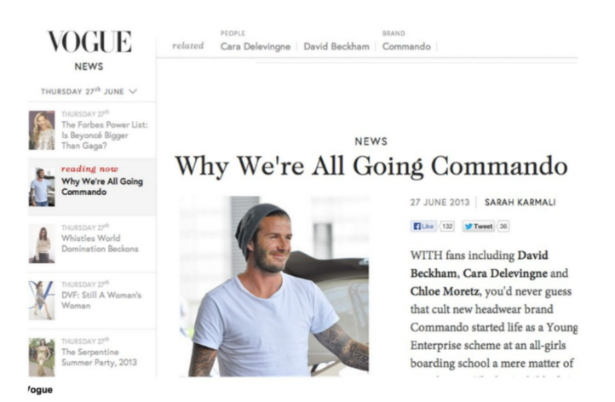 VOGUE
NEWS
THURSDAY 27th JUNE
THURSDAY 27th
The Forbes Power List:
Is Beyoncé Bigger
Than Gaga?
reading now
Why We're All Going
Commando
THURSDAY 27th
Whistles World
Domination Beckons
THURSDAY 27th
DVF: Still A Woman's
Woman
THURSDAY 27th
The Serpentine
Summer Party, 2013
PEOPLE BRAND
related Cara Delevingne | David Beckham | Commando |
NEWS
Why We're All Going Commando
27 JUNE 2013 | SARAH KARMALI
Like 132 Tweet 36
WITH fans including David
Beckham, Cara Delevingne and
Chloe Moretz, you'd never guess
that cult new headwear brand
Commando started life as a Young
Enterprise scheme at an all-girls
boarding school a mere matter of
Vogue